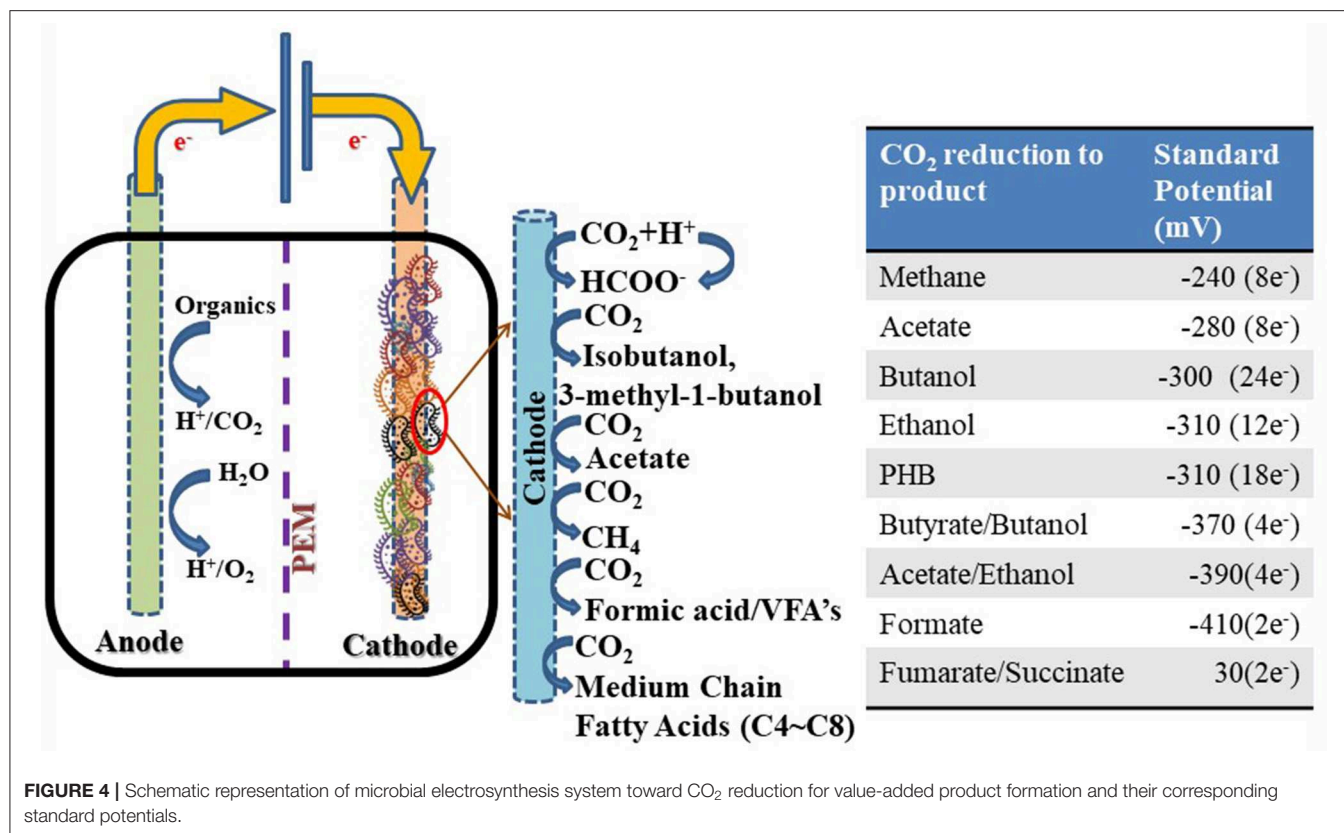 e⁻
e⁻
Organics
H⁺/CO₂
H₂O
H⁺/O₂
PEM
Anode
Cathode
Cathode
CO₂+H⁺
HCOO⁻
CO₂
Isobutanol,
3-methyl-1-butanol
CO₂
Acetate
CO₂
CH₄
CO₂
Formic acid/VFA's
CO₂
Medium Chain
Fatty Acids (C4~C8)
CO₂ reduction to product Standard Potential (mV)
Methane -240 (8e⁻)
Acetate -280 (8e⁻)
Butanol -300 (24e⁻)
Ethanol -310 (12e⁻)
PHB -310 (18e⁻)
Butyrate/Butanol -370 (4e⁻)
Acetate/Ethanol -390(4e⁻)
Formate -410(2e⁻)
Fumarate/Succinate 30(2e⁻)
FIGURE 4 | Schematic representation of microbial electrosynthesis system toward CO₂ reduction for value-added product formation and their corresponding
standard potentials.